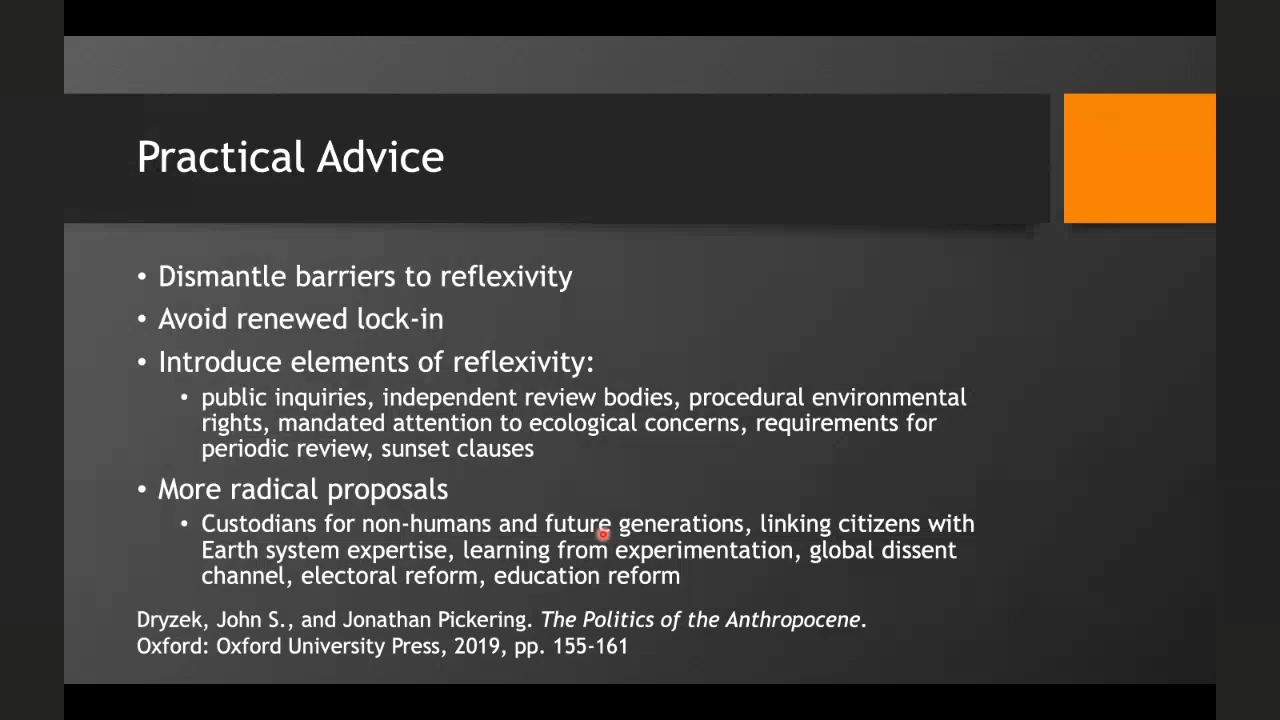 Practical Advice
• Dismantle barriers to reflexivity
• Avoid renewed lock-in
• Introduce elements of reflexivity:
• public inquiries, independent review bodies, procedural environmental
rights, mandated attention to ecological concerns, requirements for
periodic review, sunset clauses
• More radical proposals
• Custodians for non-humans and future generations, linking citizens with
Earth system expertise, learning from experimentation, global dissent
channel, electoral reform, education reform
Dryzek, John S., and Jonathan Pickering. The Politics of the Anthropocene.
Oxford: Oxford University Press, 2019, pp. 155-161